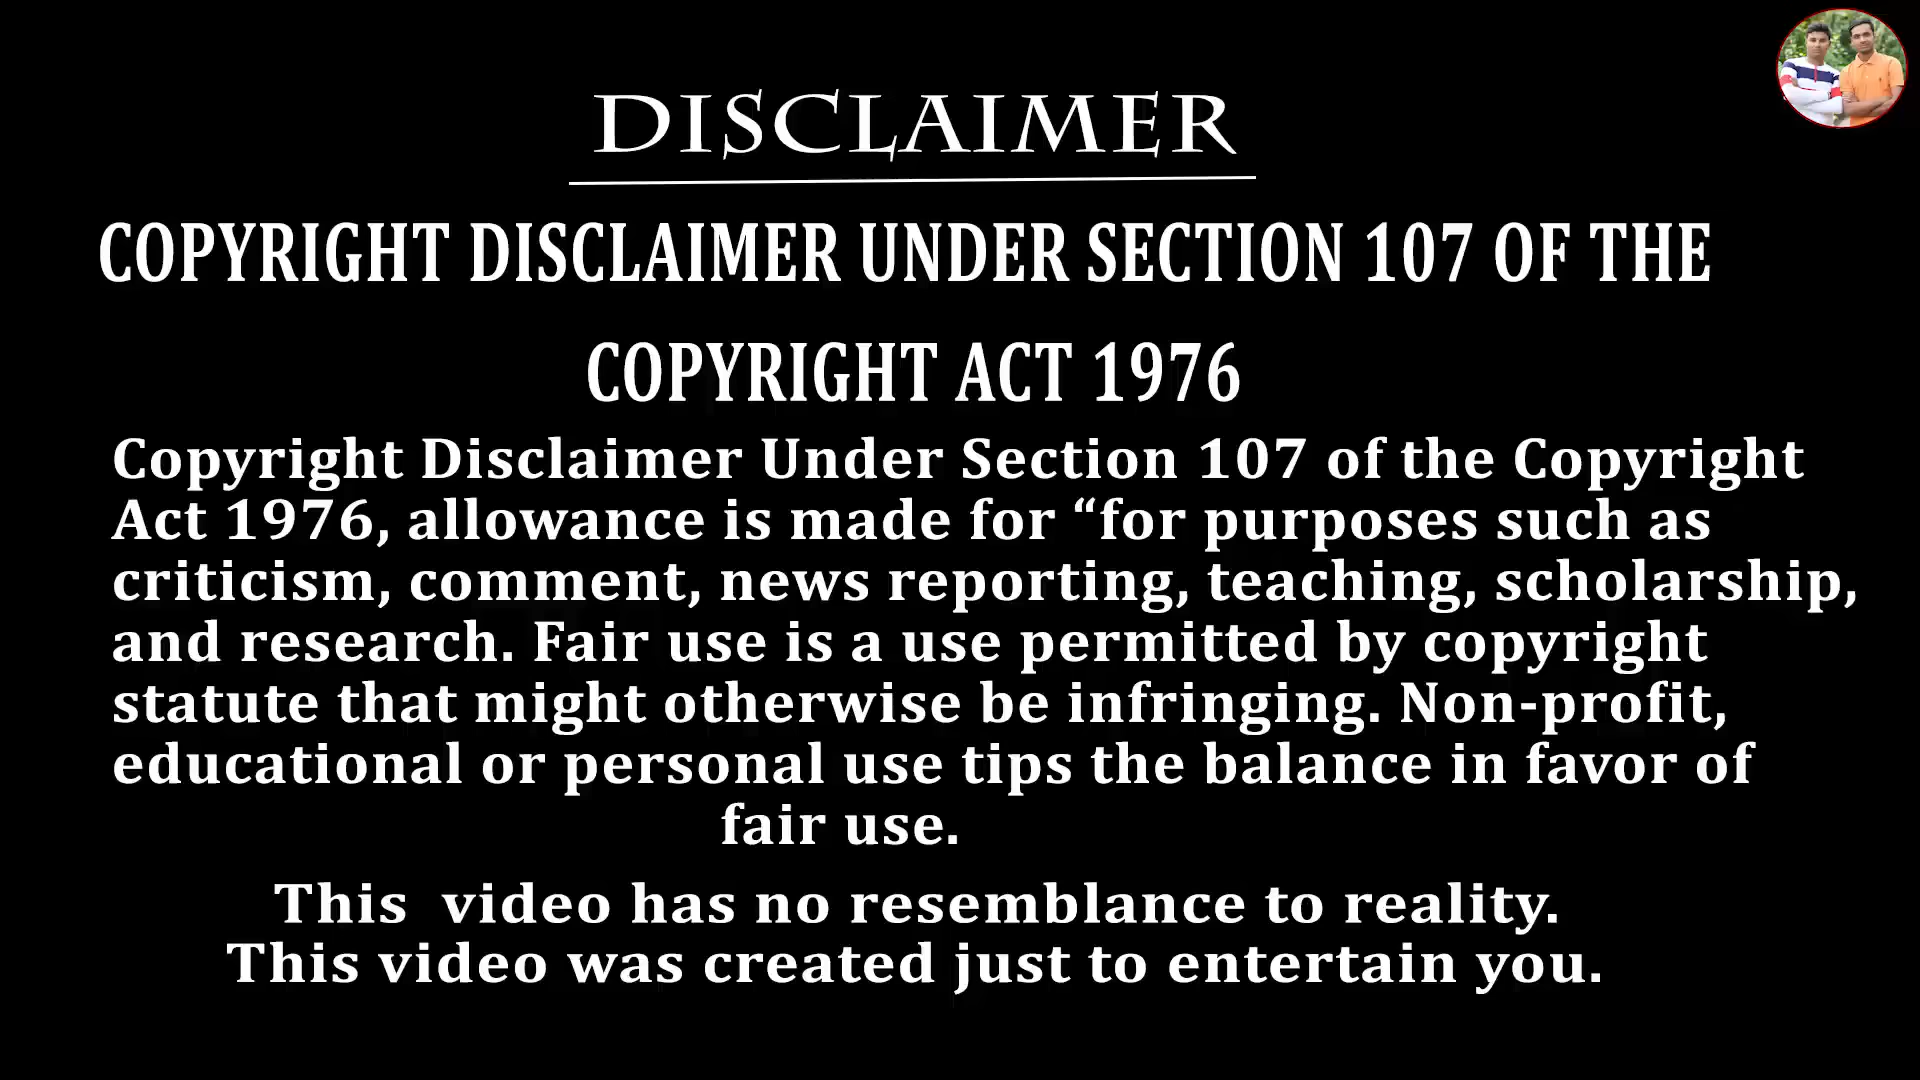 DISCLAIMER
COPYRIGHT DISCLAIMER UNDER SECTION 107 OF THE
COPYRIGHT ACT 1976
Copyright Disclaimer Under Section 107 of the Copyright
Act 1976, allowance is made for “for purposes such as
criticism, comment, news reporting, teaching, scholarship,
and research. Fair use is a use permitted by copyright
statute that might otherwise be infringing. Non-profit,
educational or personal use tips the balance in favor of
fair use.
This  video has no resemblance to reality.
This video was created just to entertain you.